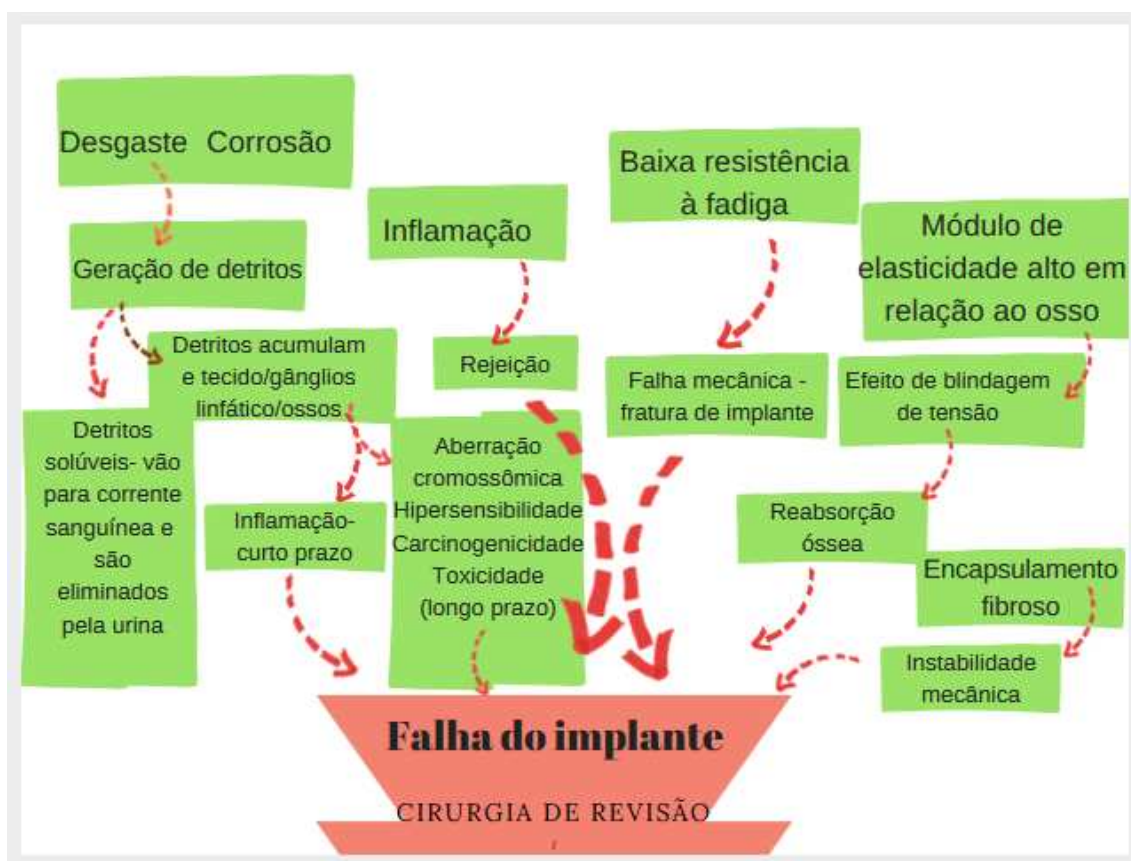 Desgaste Corrosão
Geração de detritos
Detritos acumulam
e tecido/gânglios
linfático/ossos
Detritos
solúveis- vão
para corrente
sanguínea e
são
eliminados
pela urina
Inflamação-
curto prazo
Aberração
cromossômica
Hipersensibilidade
Carcinogenicidade
Toxicidade
(longo prazo)
Inflamação
Rejeição
Baixa resistência
à fadiga
Falha mecânica -
fratura de implante
Módulo de
elasticidade alto em
relação ao osso
Efeito de blindagem
de tensão
Reabsorção
óssea
Encapsulamento
fibroso
Instabilidade
mecânica
Falha do implante
CIRURGIA DE REVISÃO